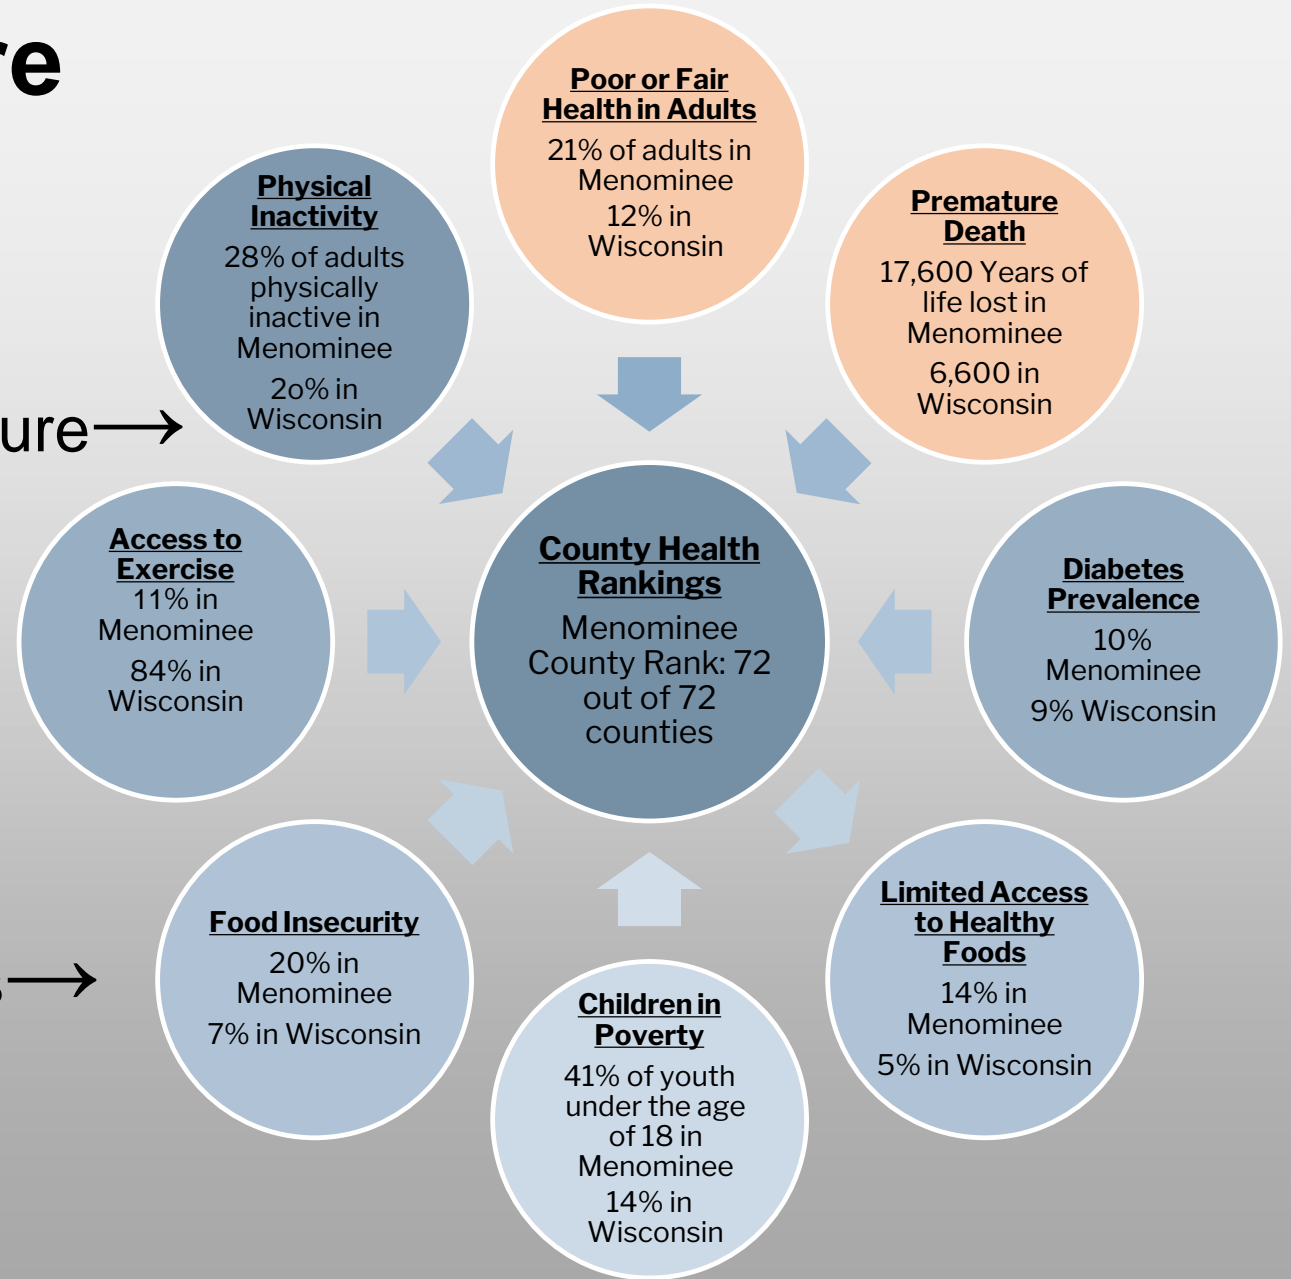 re
Poor or Fair
Health in Adults
21% of adults in
Menominee
12% in
Wisconsin
Physical
Inactivity
28% of adults
physically
inactive in
Menominee
2o% in
Wisconsin
Premature
Death
17,600 Years of
life lost in
Menominee
6,600 in
Wisconsin
ure→
Access to
Exercise
11% in
Menominee
84% in
Wisconsin
County Health
Rankings
Menominee
County Rank: 72
out of 72
counties
Diabetes
Prevalence
10%
Menominee
9% Wisconsin
s→
Food Insecurity
20% in
Menominee
7% in Wisconsin
Children in
Poverty
41% of youth
under the age
of 18 in
Menominee
14% in
Wisconsin
Limited Access
to Healthy
Foods
14% in
Menominee
5% in Wisconsin